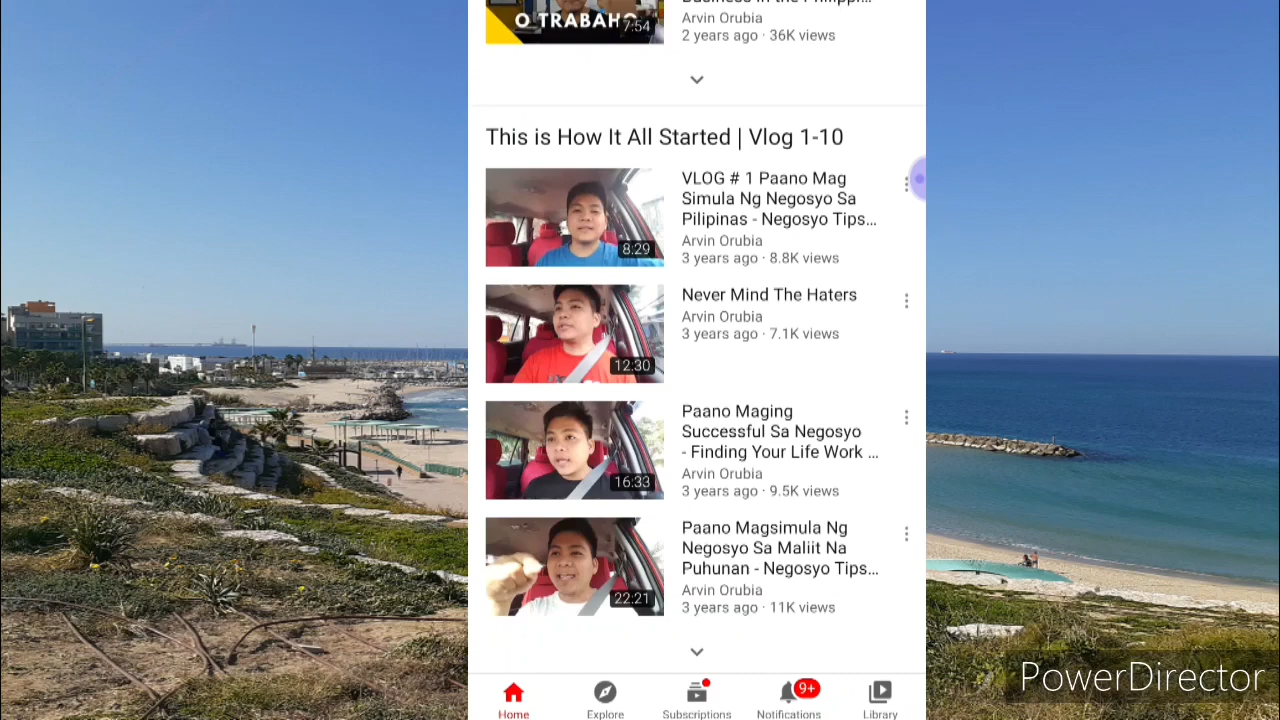 O TRABAHO
7:54
Arvin Orubia
2 years ago · 36K views
This is How It All Started | Vlog 1-10
VLOG # 1 Paano Mag
Simula Ng Negosyo Sa
Pilipinas - Negosyo Tips...
Arvin Orubia
3 years ago · 8.8K views
8:29
Never Mind The Haters
Arvin Orubia
3 years ago · 7.1K views
12:30
Paano Maging
Successful Sa Negosyo
- Finding Your Life Work ...
Arvin Orubia
3 years ago · 9.5K views
16:33
Paano Magsimula Ng
Negosyo Sa Maliit Na
Puhunan - Negosyo Tips...
Arvin Orubia
3 years ago · 11K views
22:21
9+
Home
Explore
Subscriptions
Notifications
Library
PowerDirector